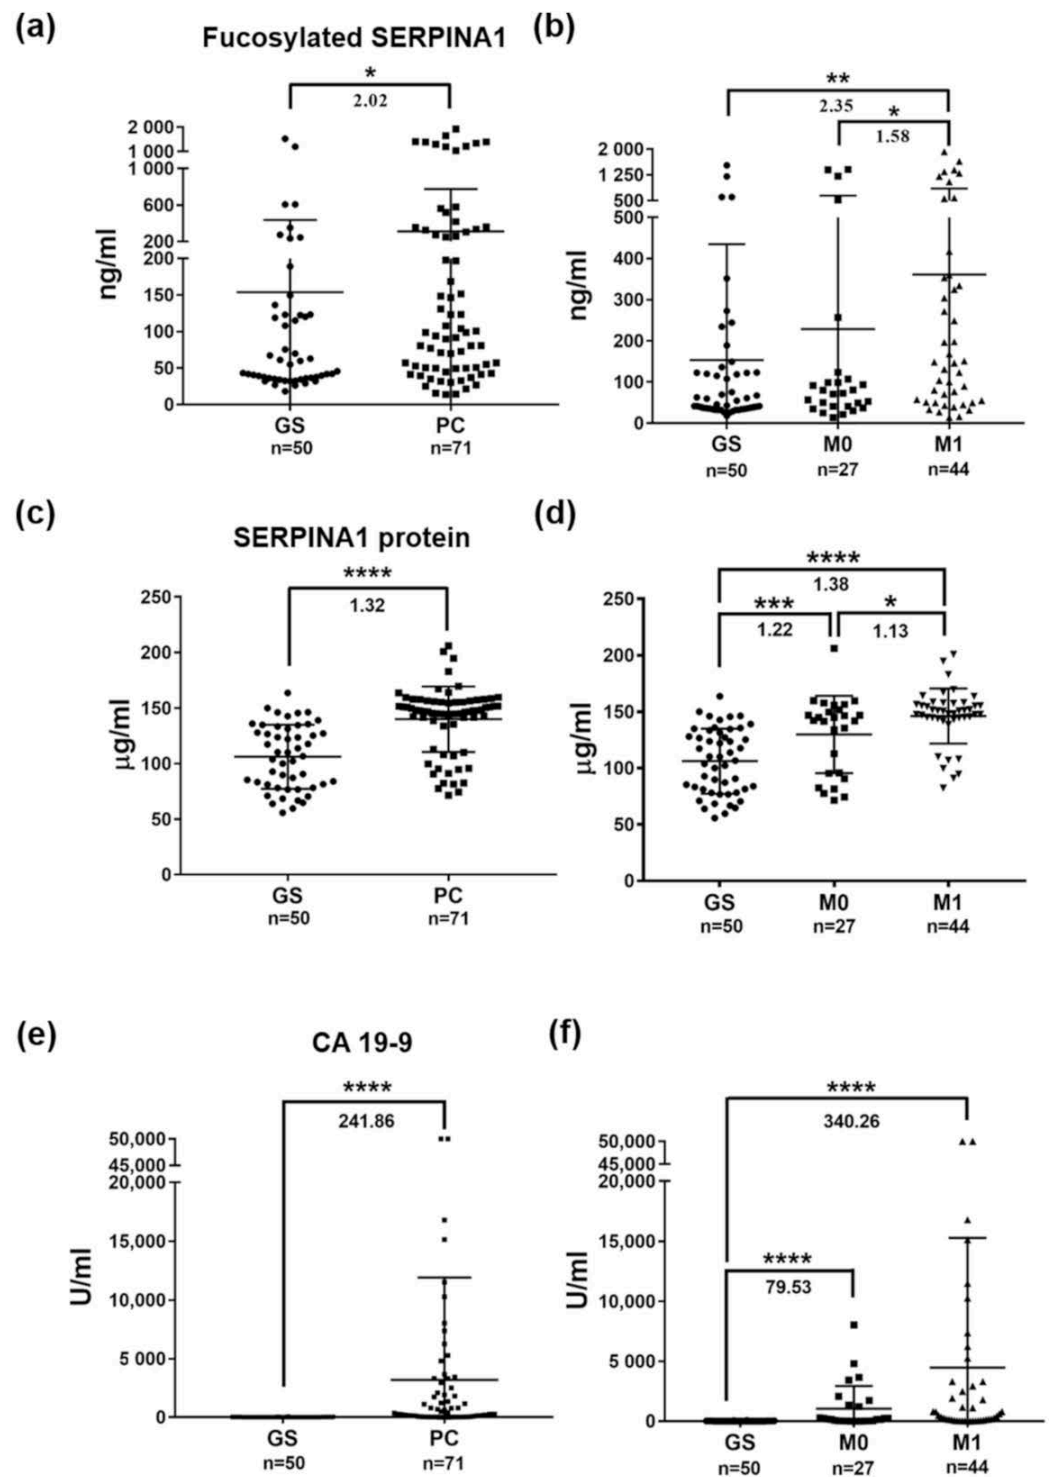 (a)
Fucosylated SERPINA1
*
2.02
2 000
1 000
1 000
600
200
200
150
100
50
0
ng/ml
GS
PC
n=50
n=71
(b)
**
2.35
*
1.58
2 000
1 250
500
500
400
300
200
100
0
ng/ml
GS
M0
M1
n=50
n=27
n=44
(c)
SERPINA1 protein
****
1.32
250
200
150
100
50
0
µg/ml
GS
PC
n=50
n=71
(d)
****
1.38
***
1.22
*
1.13
250
200
150
100
50
0
µg/ml
GS
M0
M1
n=50
n=27
n=44
(e)
CA 19-9
****
241.86
50,000
45,000
20,000
15,000
10,000
5 000
0
U/ml
GS
PC
n=50
n=71
(f)
****
340.26
****
79.53
50,000
45,000
20,000
15,000
10,000
5 000
0
U/ml
GS
M0
M1
n=50
n=27
n=44